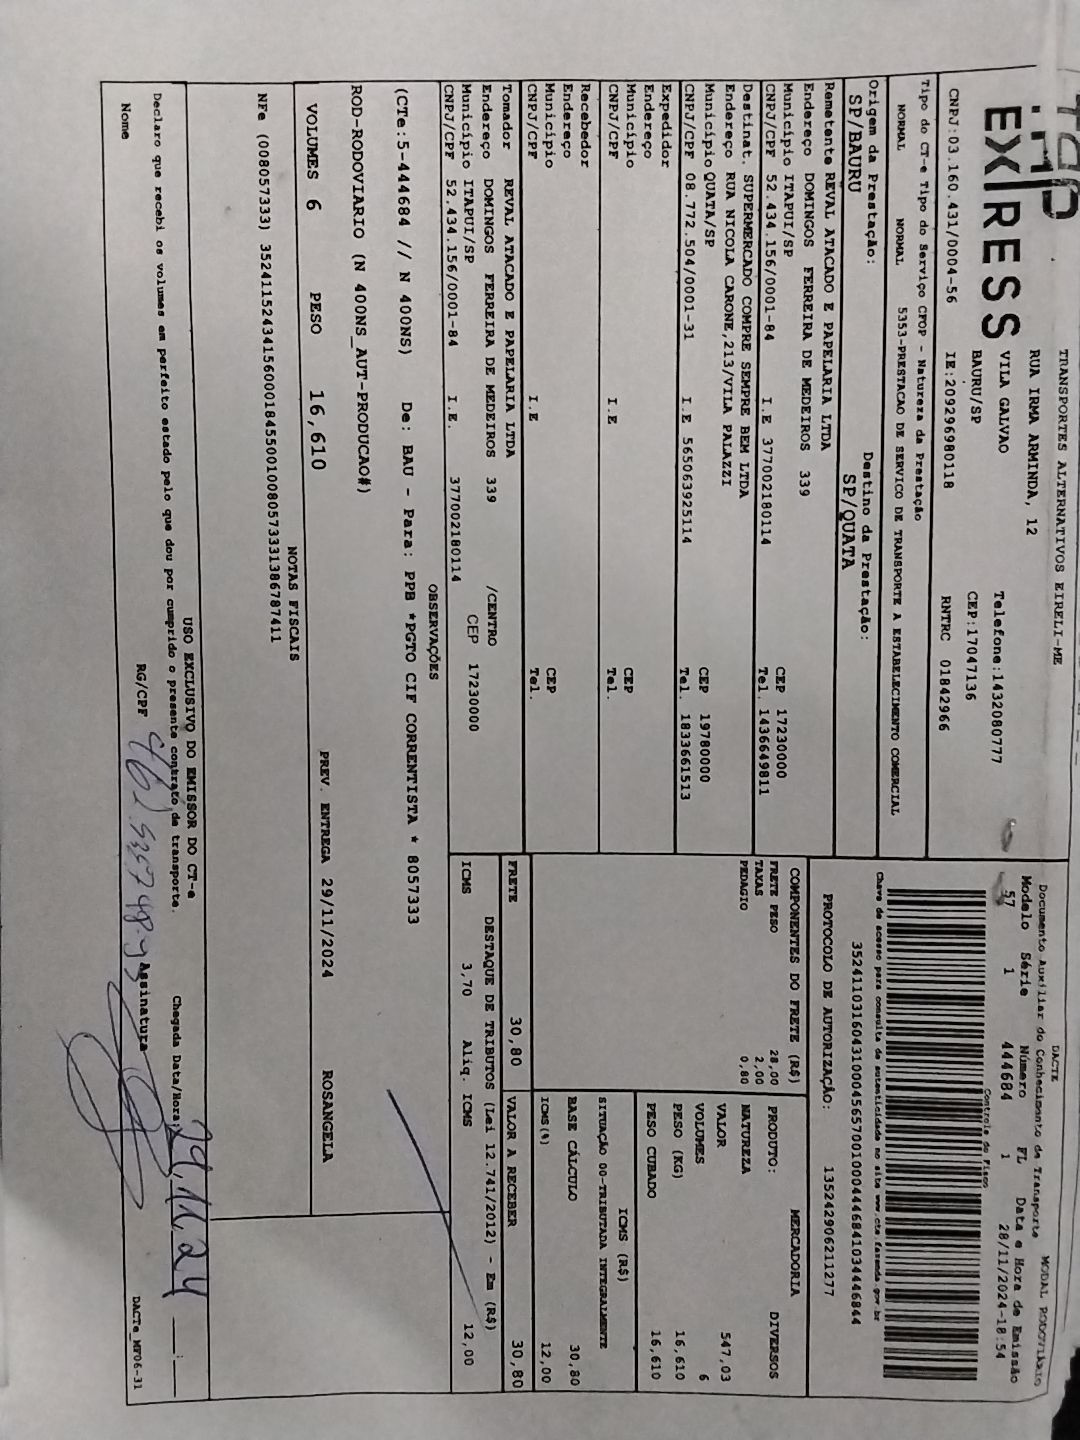 EXPRESS
TRANSPORTES ALTERNATIVOS EIRELI-ME
RUA IRMA ARMINDA, 12
VILA GALVAO Telefone:1432080777
BAURU/SP CEP:17047136
CNPJ:03.160.431/0004-56 IE:209296980118 RNTRC 01842966
Tipo do CT-e Tipo do Serviço CFOP - Natureza da Prestação
NORMAL NORMAL 5353-PRESTACAO DE SERVICO DE TRANSPORTE A ESTABELECIMENTO COMERCIAL
Origem da Prestação: Destino da Prestação:
SP/BAURU SP/QUATA
Remetente REVAL ATACADO E PAPELARIA LTDA
Endereço DOMINGOS FERREIRA DE MEDEIROS 339
Município ITAPUI/SP CEP 17230000
CNPJ/CPF 52.434.156/0001-84 I.E 377002180114 Tel. 1436649811
Destinat. SUPERMERCADO COMPRE SEMPRE BEM LTDA
Endereço RUA NICOLA CARONE,213/VILA PALAZZI
Município QUATA/SP CEP 19780000
CNPJ/CPF 08.772.504/0001-31 I.E 565063925114 Tel. 1833661513
Expedidor
Endereço
Município CEP
CNPJ/CPF I.E Tel.
Recebedor
Endereço
Município CEP
CNPJ/CPF I.E Tel.
Tomador REVAL ATACADO E PAPELARIA LTDA
Endereço DOMINGOS FERREIRA DE MEDEIROS 339 /CENTRO
Município ITAPUI/SP CEP 17230000
CNPJ/CPF 52.434.156/0001-84 I.E. 377002180114
DACTE MODAL RODOVIÁRIO
Documento Auxiliar do Conhecimento de Transporte
Modelo Série Número FL Data e Hora de Emissão
57 1 444684 1 28/11/2024-18:54
Controle do Fisco
Chave de acesso para consulta de autenticidade no site www.cte.fazenda.gov.br
35241103160431000456570010004446841034446844
PROTOCOLO DE AUTORIZAÇÃO: 135242906211277
COMPONENTES DO FRETE (R$)
FRETE PESO 28,00
TAXAS 2,00
PEDAGIO 0,80
PRODUTO: MERCADORIA
NATUREZA DIVERSOS
VALOR 547,03
VOLUMES 6
PESO (KG) 16,610
PESO CUBADO 16,610
ICMS (R$)
SITUAÇÃO 00-TRIBUTADA INTEGRALMENTE
BASE CÁLCULO 30,80
ICMS(%) 12,00
FRETE 30,80 VALOR A RECEBER 30,80
DESTAQUE DE TRIBUTOS (Lei 12.741/2012) - Em (R$)
ICMS 3,70 Aliq. ICMS 12,00
OBSERVAÇÕES
(CTe:5-444684 // N 400NS) De: BAU - Para: PPB *PGTO CIF CORRENTISTA * 8057333
ROD-RODOVIARIO (N 400NS_AUT-PRODUCAO#)
VOLUMES 6 PESO 16,610 PREV. ENTREGA 29/11/2024 ROSANGELA
NOTAS FISCAIS
NFe (008057333) 35241152434156000184550010080573331386787411
USO EXCLUSIVO DO EMISSOR DO CT-e
Declaro que recebi os volumes em perfeito estado pelo que dou por cumprido o presente contrato de transporte.
Chegada Data/Hora: 29,11,24 :
Nome RG/CPF Assinatura
DACTe_MF06-31